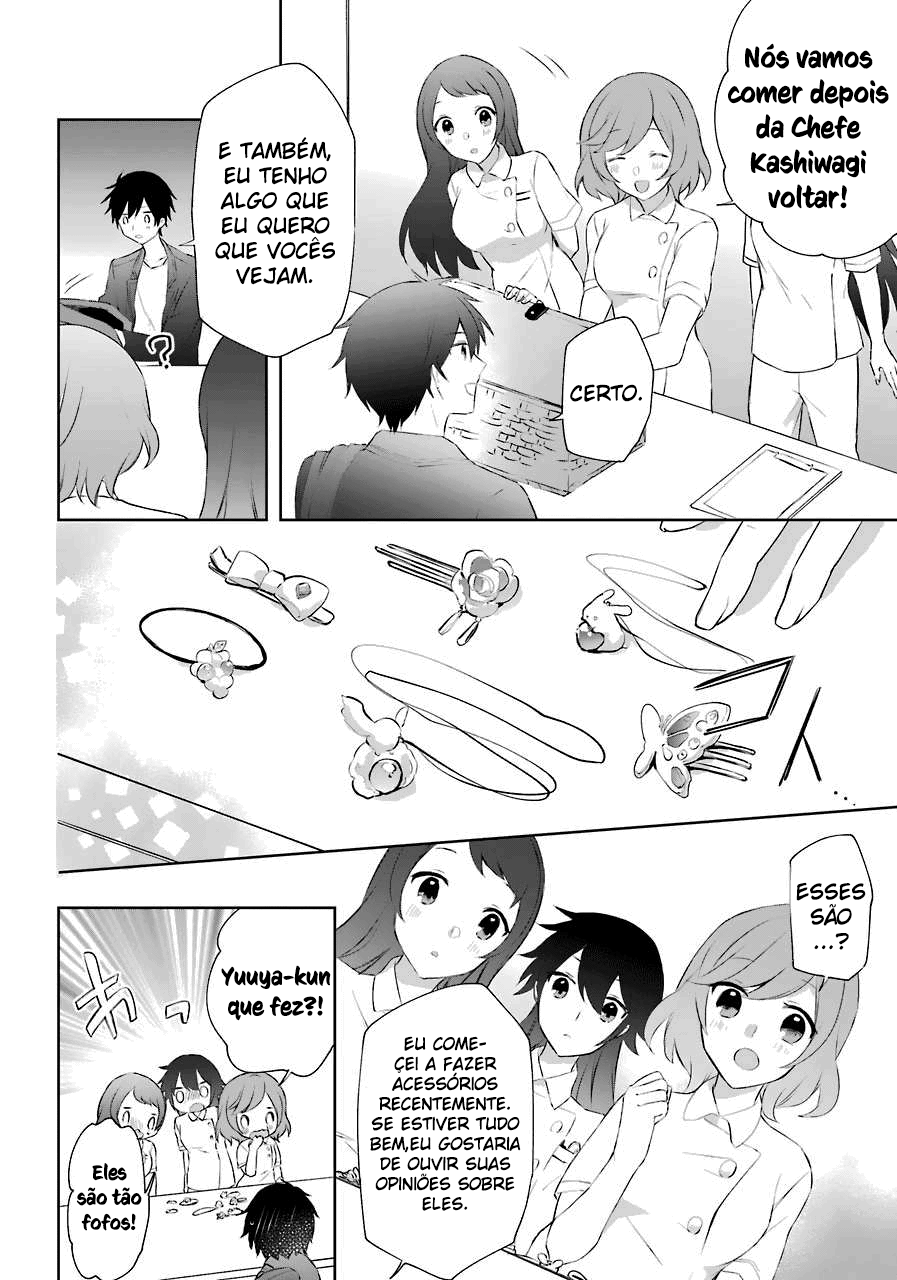 Nós vamos
comer depois
da Chefe
Kashiwagi
voltar!
CERTO.
E TAMBÉM,
EU TENHO
ALGO QUE
EU QUERO
QUE VOCÊS
VEJAM.
?
ESSES
SÃO
...?
EU COME-
ÇEI A FAZER
ACESSÓRIOS
RECENTEMENTE.
SE ESTIVER TUDO
BEM,EU GOSTARIA
DE OUVIR SUAS
OPINIÕES SOBRE
ELES.
Yuuya-kun
que fez?!
Eles
são tão
fofos!